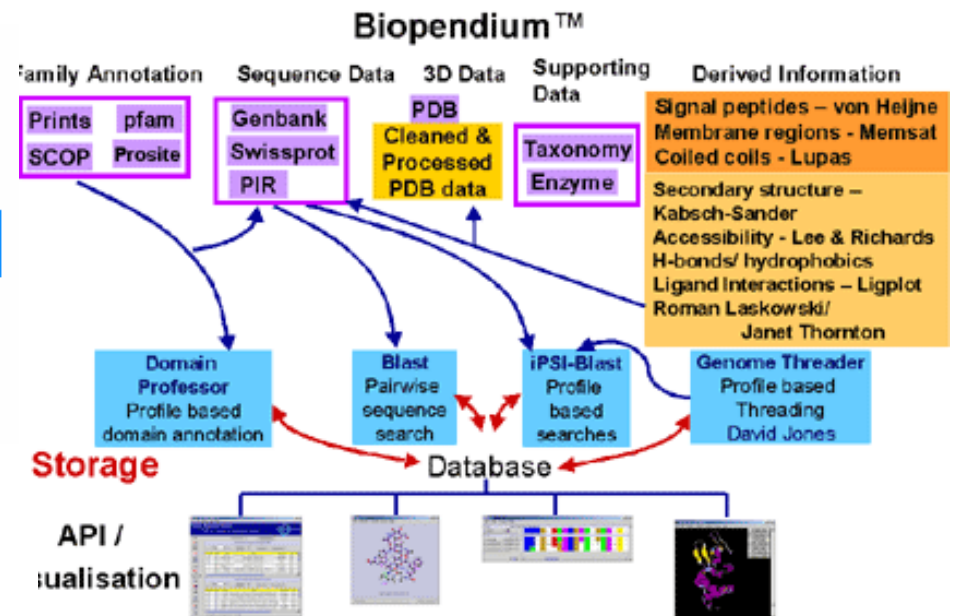 Biopendium™
Family Annotation
Sequence Data
3D Data
Supporting
Data
Derived Information
Prints
pfam
SCOP
Prosite
Genbank
Swissprot
PIR
PDB
Cleaned &
Processed
PDB data
Taxonomy
Enzyme
Signal peptides – von Heijne
Membrane regions - Memsat
Coiled coils - Lupas
Secondary structure –
Kabsch-Sander
Accessibility - Lee & Richards
H-bonds/ hydrophobics
Ligand Interactions – Ligplot
Roman Laskowski/
Janet Thornton
Domain
Professor
Profile based
domain annotation
Blast
Pairwise
sequence
search
iPSI-Blast
Profile
based
searches
Genome Threader
Profile based
Threading
David Jones
Storage
Database
API /
sualisation